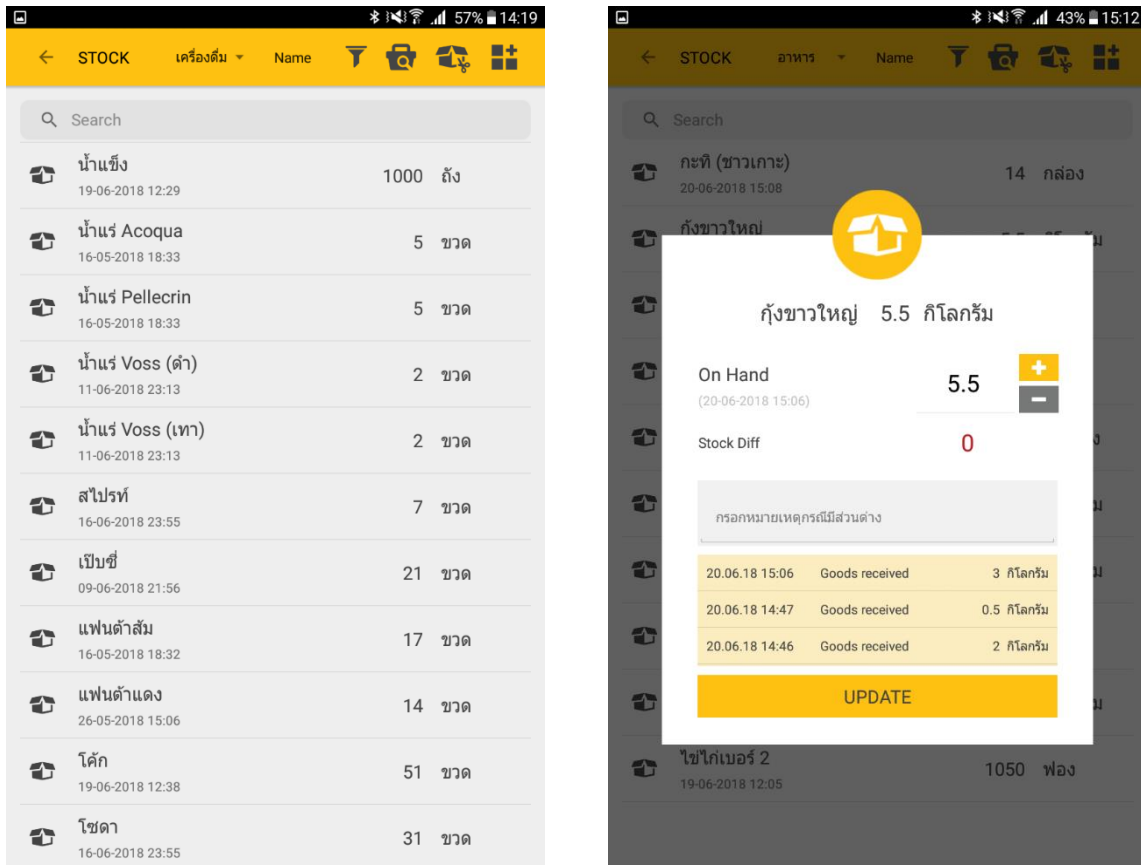 57% 14:19
STOCK เครื่องดื่ม Name
Search
น้ำแข็ง 1000 ถัง
19-06-2018 12:29
น้ำแร่ Acoqua 5 ขวด
16-05-2018 18:33
น้ำแร่ Pellecrin 5 ขวด
16-05-2018 18:33
น้ำแร่ Voss (ดำ) 2 ขวด
11-06-2018 23:13
น้ำแร่ Voss (เทา) 2 ขวด
11-06-2018 23:13
สไปรท์ 7 ขวด
16-06-2018 23:55
เป๊บซี่ 21 ขวด
09-06-2018 21:56
แฟนต้าส้ม 17 ขวด
16-05-2018 18:32
แฟนต้าแดง 14 ขวด
26-05-2018 15:06
โค้ก 51 ขวด
19-06-2018 12:38
โซดา 31 ขวด
16-06-2018 23:55
43% 15:12
STOCK อาหาร Name
Search
กะทิ (ชาวเกาะ) 14 กล่อง
20-06-2018 15:08
กุ้งขาวใหญ่
กุ้งขาวใหญ่ 5.5 กิโลกรัม
On Hand 5.5
(20-06-2018 15:06)
Stock Diff 0
กรอกหมายเหตุกรณีมีส่วนต่าง
20.06.18 15:06 Goods received 3 กิโลกรัม
20.06.18 14:47 Goods received 0.5 กิโลกรัม
20.06.18 14:46 Goods received 2 กิโลกรัม
UPDATE
ไข่ไก่เบอร์ 2 1050 ฟอง
19-06-2018 12:05